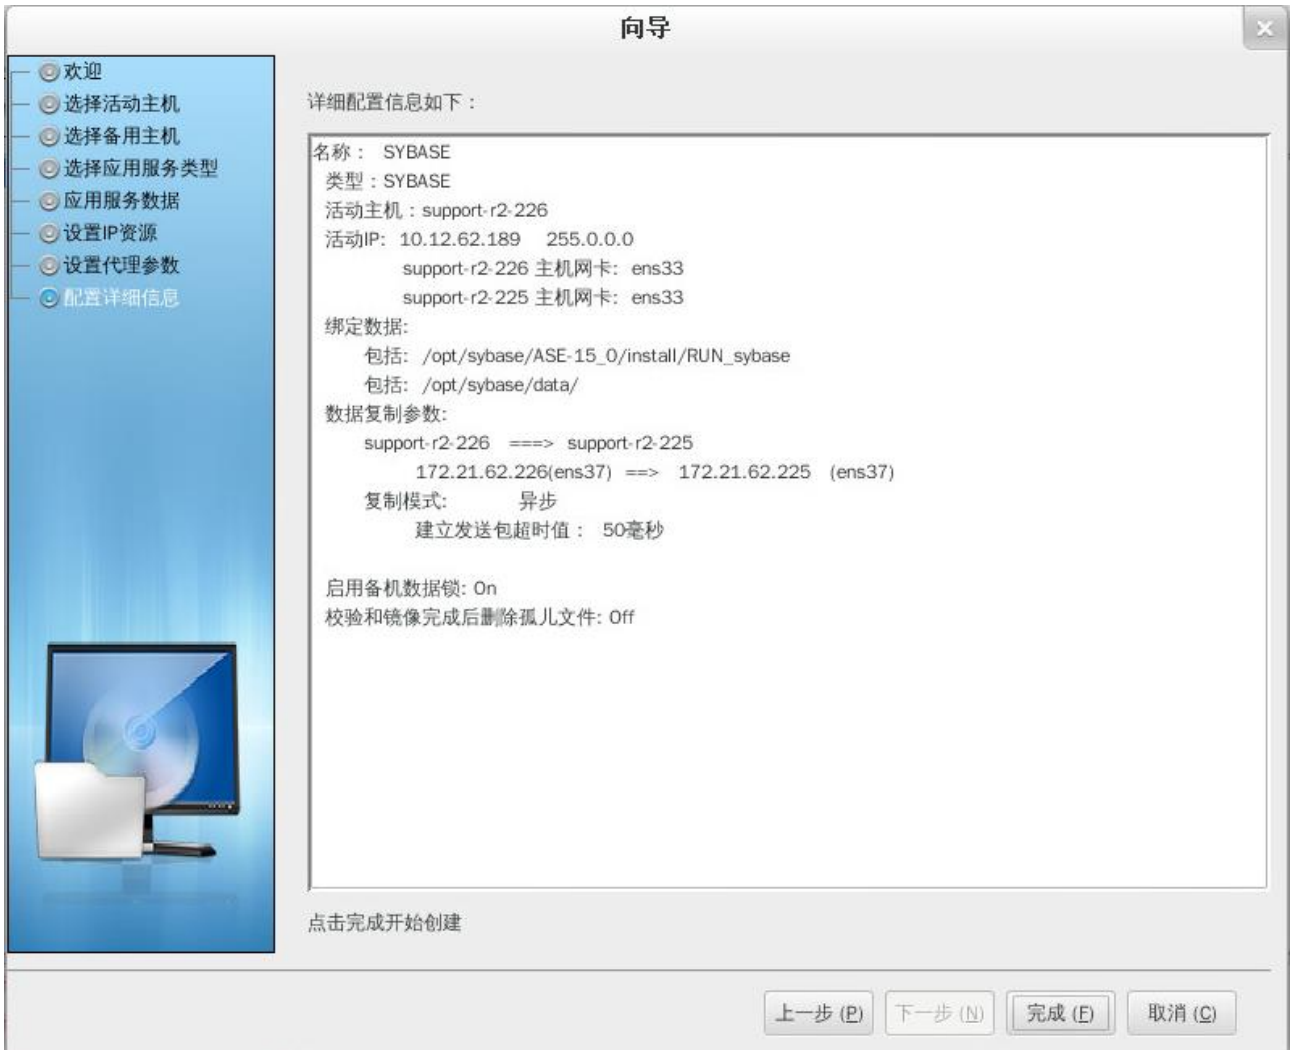 向导
欢迎
选择活动主机
选择备用主机
选择应用服务类型
应用服务数据
设置IP资源
设置代理参数
配置详细信息
详细配置信息如下：
名称： SYBASE
类型：SYBASE
活动主机：support-r2-226
活动IP: 10.12.62.189 255.0.0.0
support-r2-226 主机网卡: ens33
support-r2-225 主机网卡: ens33
绑定数据:
包括: /opt/sybase/ASE-15_0/install/RUN_sybase
包括: /opt/sybase/data/
数据复制参数:
support-r2-226 ===> support-r2-225
172.21.62.226(ens37) ==> 172.21.62.225 (ens37)
复制模式: 异步
建立发送包超时值： 50毫秒
启用备机数据锁: On
校验和镜像完成后删除孤儿文件: Off
点击完成开始创建
上一步 (P) 下一步 (N) 完成 (F) 取消 (C)